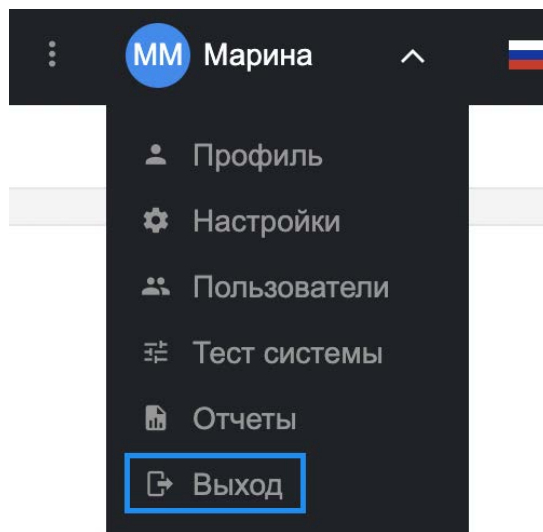 ММ Марина
Профиль
Настройки
Пользователи
Тест системы
Отчеты
Выход